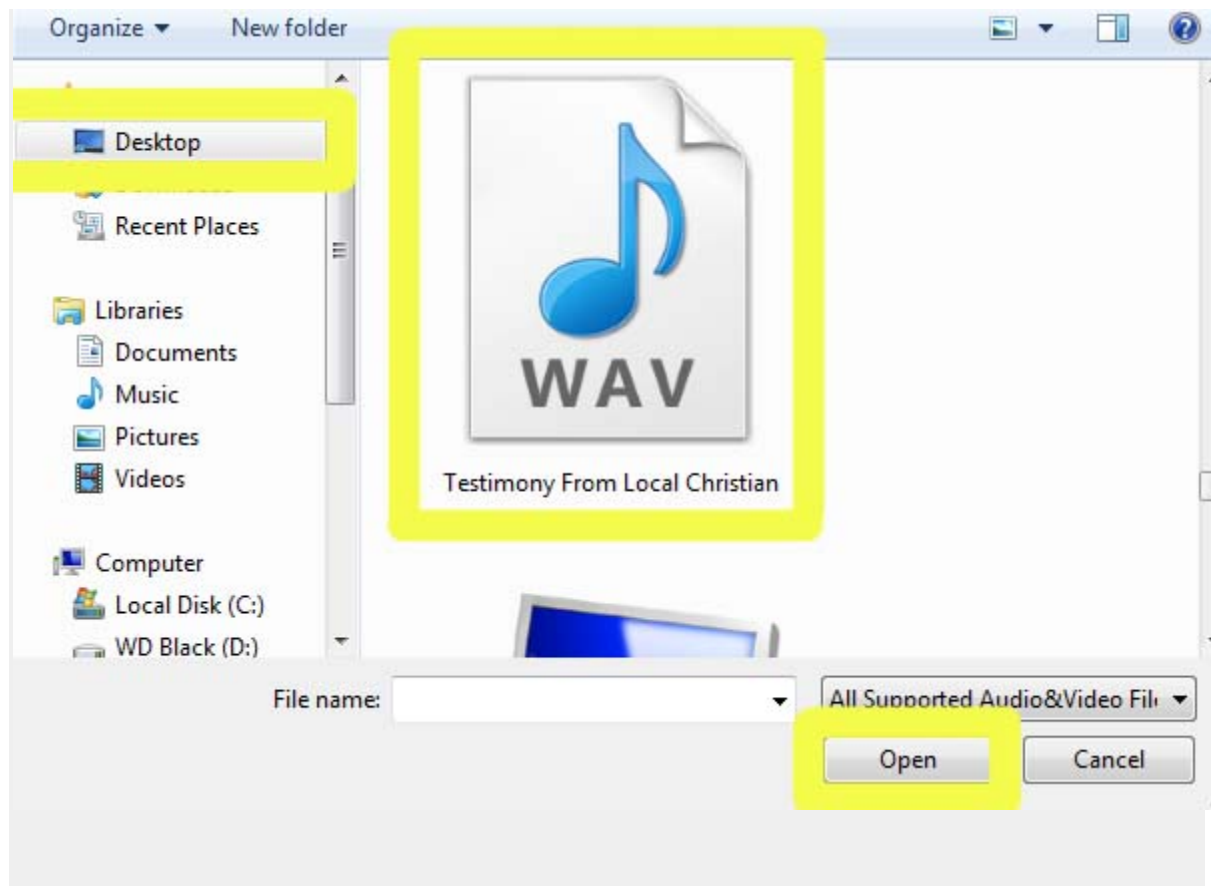 Organize
New folder
Desktop
Recent Places
Libraries
Documents
Music
Pictures
Videos
Computer
Local Disk (C:)
WD Black (D:)
WAV
Testimony From Local Christian
File name:
All Supported Audio&Video Fil
Open
Cancel